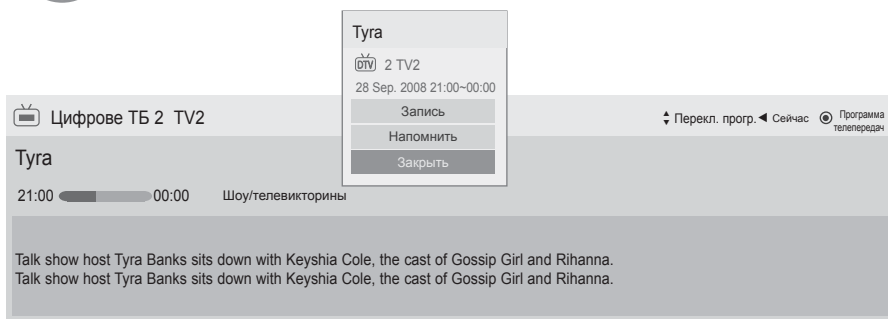 Tyra
DTV 2 TV2
28 Sep. 2008 21:00~00:00
Запись
Напомнить
Закрыть
Цифрове ТБ 2 TV2
Перекл. прогр. ◀ Сейчас
Программа
телепередач
Tyra
21:00 00:00 Шоу/телевикторины
Talk show host Tyra Banks sits down with Keyshia Cole, the cast of Gossip Girl and Rihanna.
Talk show host Tyra Banks sits down with Keyshia Cole, the cast of Gossip Girl and Rihanna.